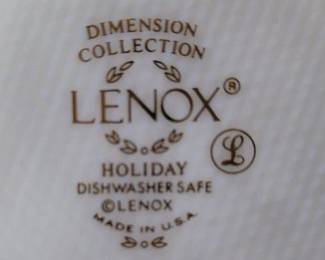 DIMENSION
COLLECTION
LENOX®
L
HOLIDAY
DISHWASHER SAFE
©LENOX
MADE IN U.S.A.